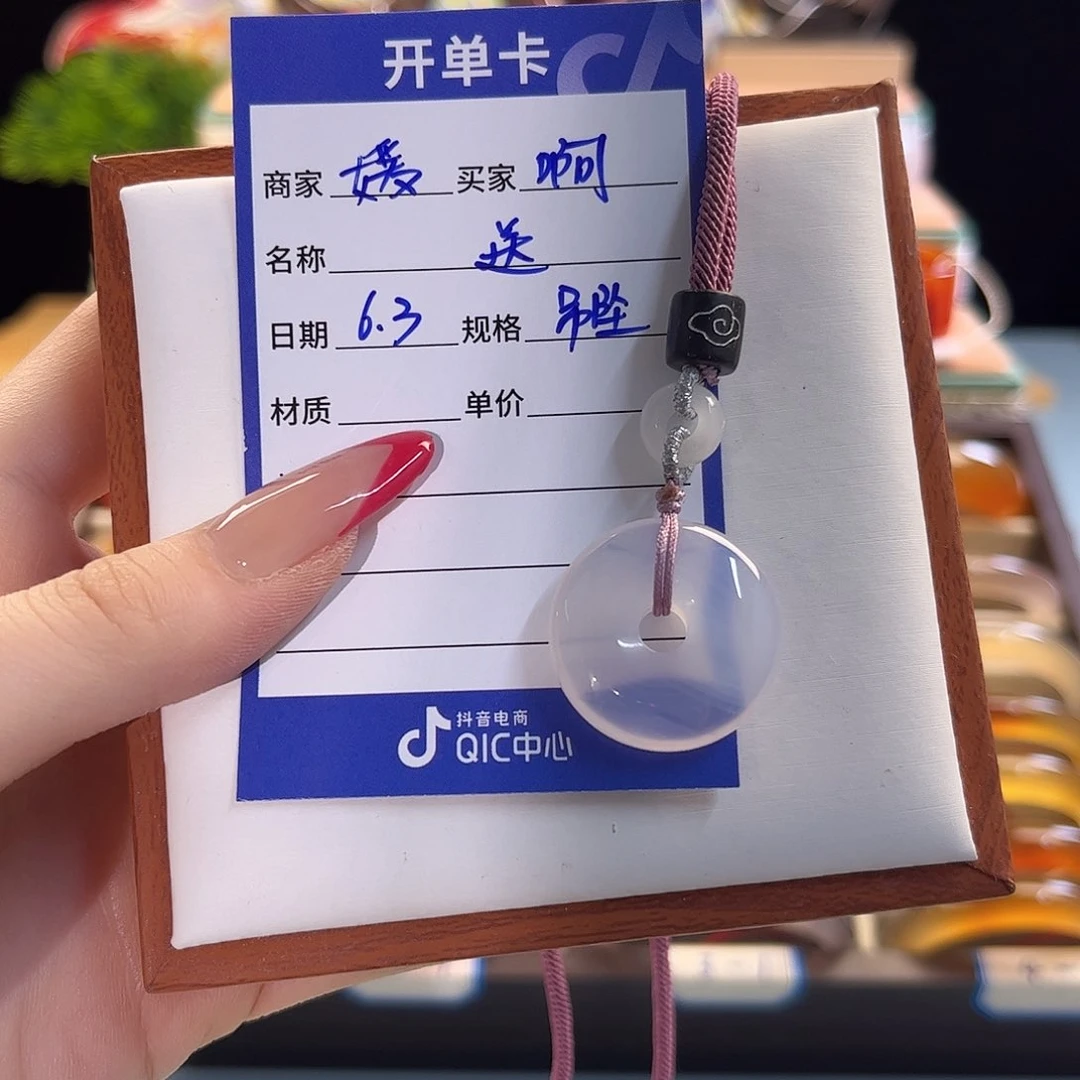 开单卡
商家 媛 买家 啊
名称 送
日期 6.3 规格 吊坠
材质 单价
抖音电商
QIC中心